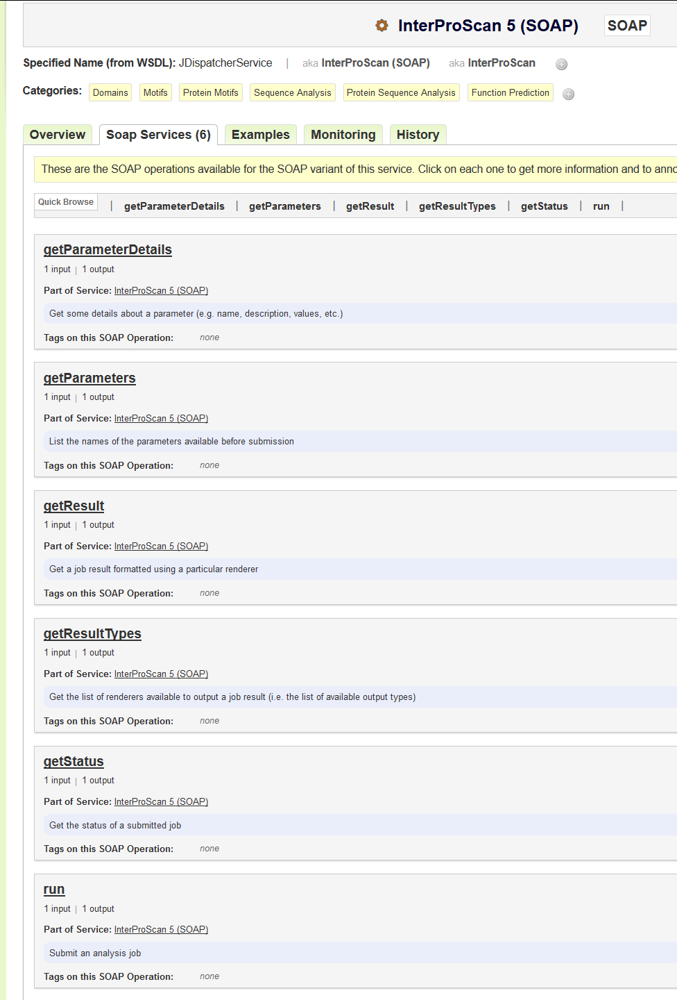 InterProScan 5 (SOAP) SOAP
Specified Name (from WSDL): JDispatcherService | aka InterProScan (SOAP) aka InterProScan
Categories: Domains Motifs Protein Motifs Sequence Analysis Protein Sequence Analysis Function Prediction
Overview Soap Services (6) Examples Monitoring History
These are the SOAP operations available for the SOAP variant of this service. Click on each one to get more information and to anno
Quick Browse | getParameterDetails | getParameters | getResult | getResultTypes | getStatus | run |
getParameterDetails
1 input | 1 output
Part of Service: InterProScan 5 (SOAP)
Get some details about a parameter (e.g. name, description, values, etc.)
Tags on this SOAP Operation: none
getParameters
1 input | 1 output
Part of Service: InterProScan 5 (SOAP)
List the names of the parameters available before submission
Tags on this SOAP Operation: none
getResult
1 input | 1 output
Part of Service: InterProScan 5 (SOAP)
Get a job result formatted using a particular renderer
Tags on this SOAP Operation: none
getResultTypes
1 input | 1 output
Part of Service: InterProScan 5 (SOAP)
Get the list of renderers available to output a job result (i.e. the list of available output types)
Tags on this SOAP Operation: none
getStatus
1 input | 1 output
Part of Service: InterProScan 5 (SOAP)
Get the status of a submitted job
Tags on this SOAP Operation: none
run
1 input | 1 output
Part of Service: InterProScan 5 (SOAP)
Submit an analysis job
Tags on this SOAP Operation: none